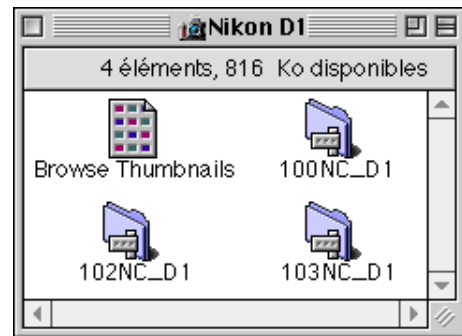 Nikon D1
4 éléments, 816 Ko disponibles
Browse Thumbnails
100NC_D1
102NC_D1
103NC_D1